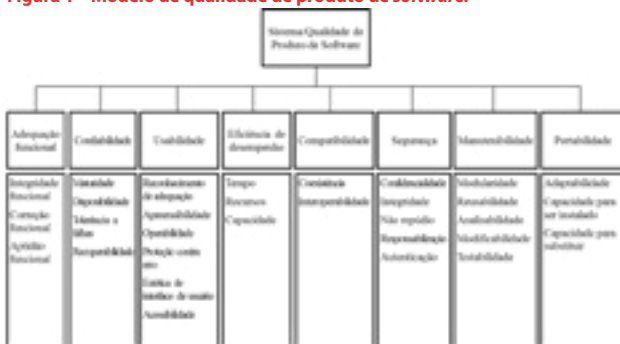 Figura 1 - Modelo de qualidade de produto de software.
Sistema Qualidade do
Produto de Software
Adequação
funcional
Confiabilidade
Usabilidade
Eficiência de
desempenho
Compatibilidade
Segurança
Manutenibilidade
Portabilidade
Integridade
funcional
Correção
funcional
Aptidão
funcional
Maturidade
Disponibilidade
Tolerância a
falhas
Recuperabilidade
Reconhecimento
de adequação
Apreensibilidade
Operabilidade
Proteção contra
erro
Estética de
interface de usuário
Acessibilidade
Tempo
Recursos
Capacidade
Coexistência
Interoperabilidade
Confidencialidade
Integridade
Não repúdio
Responsabilização
Autenticação
Modularidade
Reusabilidade
Analisabilidade
Modificabilidade
Testabilidade
Adaptabilidade
Capacidade para
ser instalado
Capacidade para
substituir